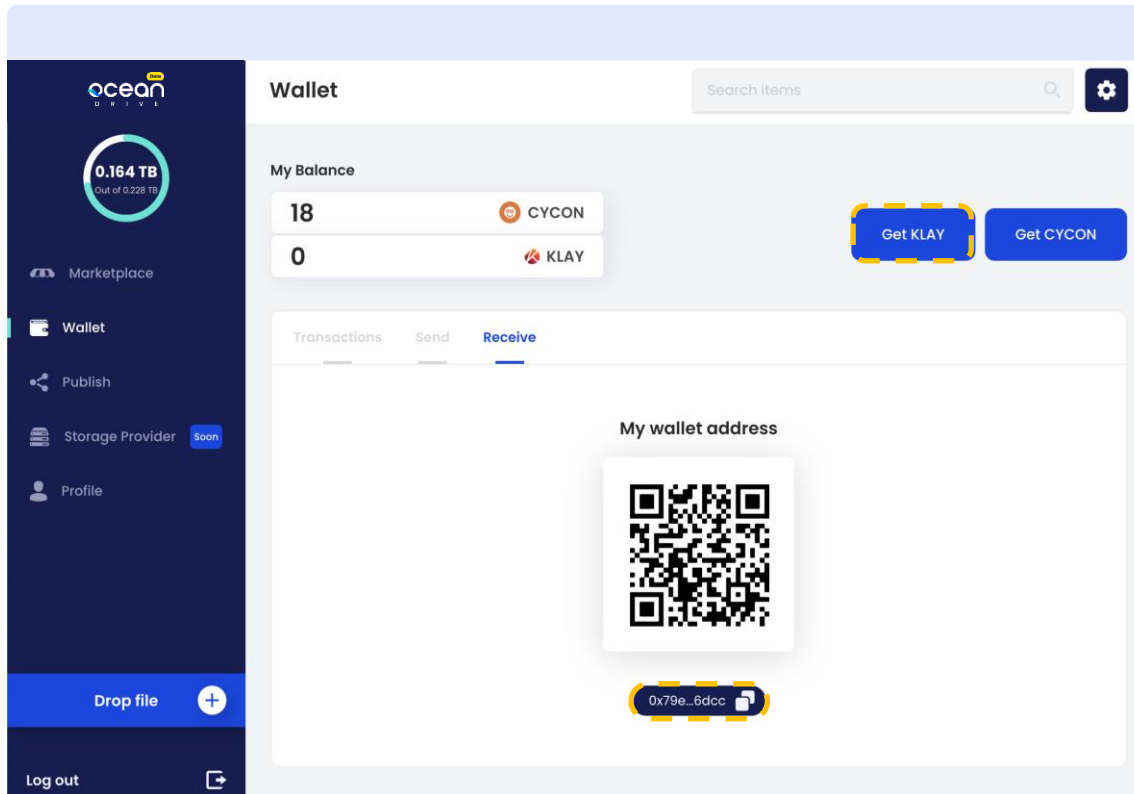 ocean
Beta
DRIVE
0.164 TB
Out of 0.228 TB
Marketplace
Wallet
Publish
Storage Provider
Soon
Profile
Drop file
Log out
Wallet
Search items
My Balance
18 CYCON
0 KLAY
Get KLAY
Get CYCON
Transactions Send Receive
My wallet address
0x79e...6dcc